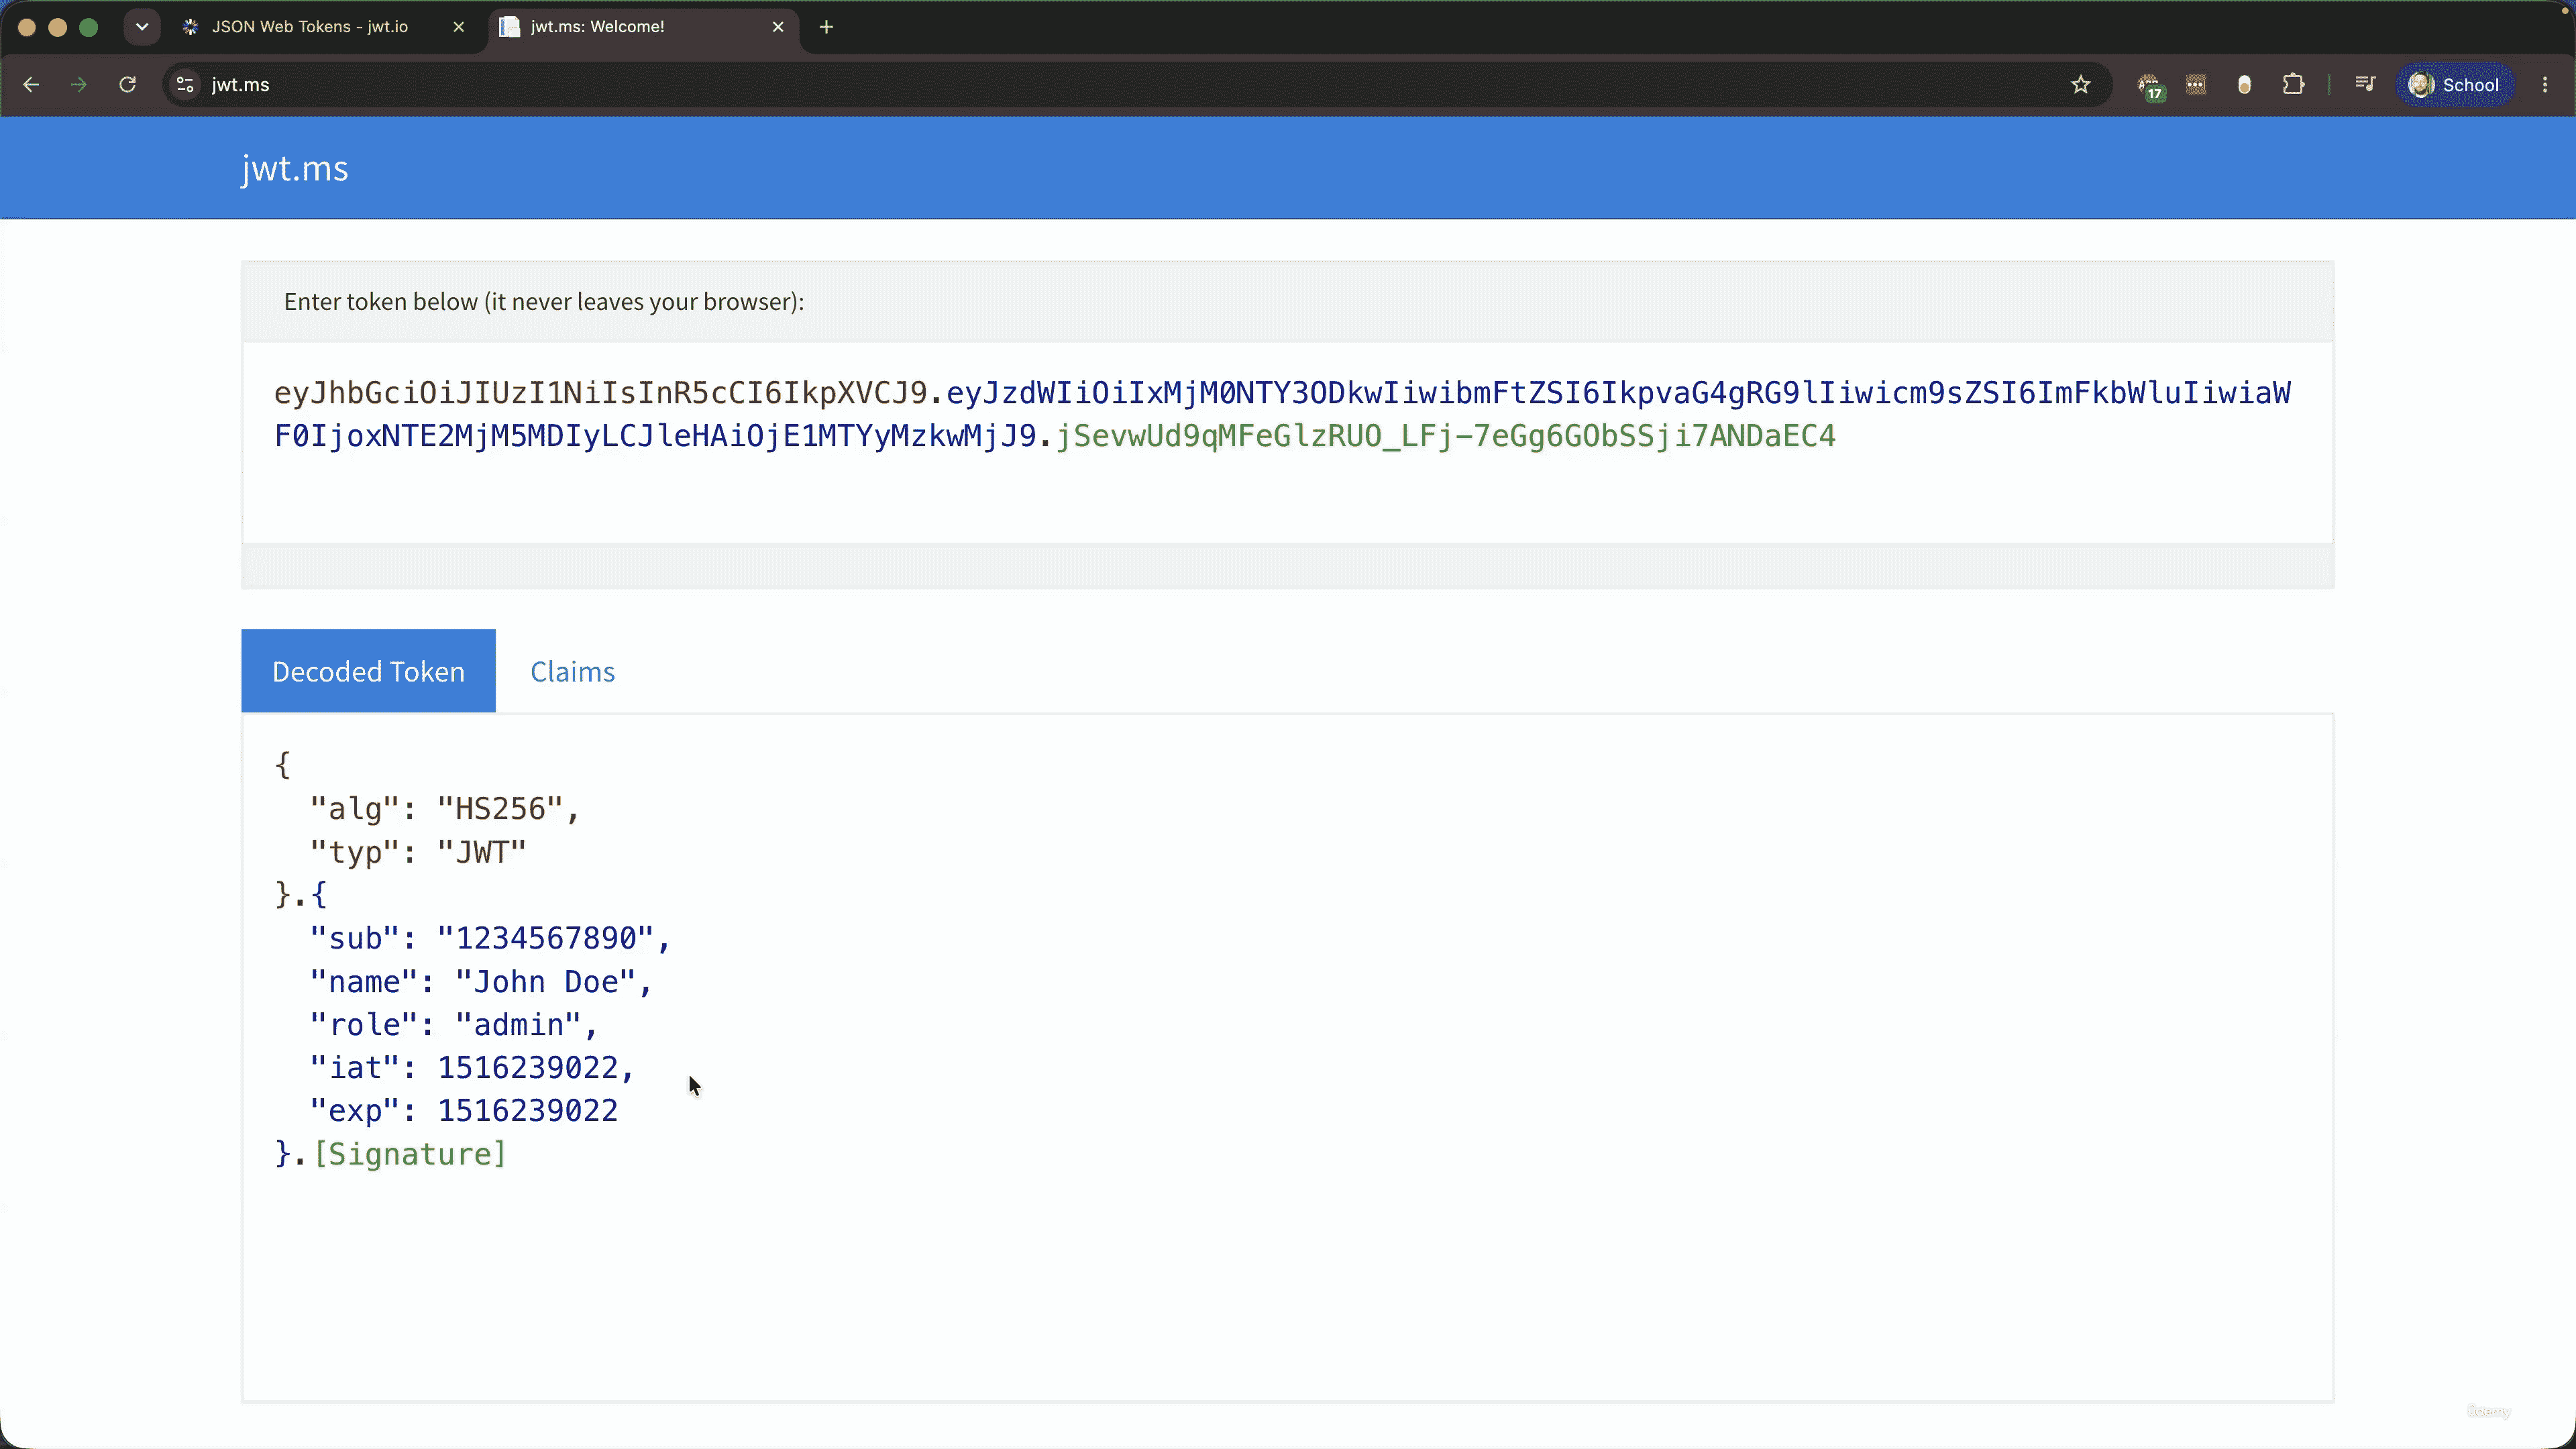 JSON Web Tokens - jwt.io
jwt.ms: Welcome!
jwt.ms
17
School
jwt.ms
Enter token below (it never leaves your browser):
eyJhbGciOiJIUzI1NiIsInR5cCI6IkpXVCJ9.eyJzdWIiOiIxMjM0NTY3ODkwIiwibmFtZSI6IkpvaG4gRG9lIiwicm9sZSI6ImFkbWluIiwiaW
F0IjoxNTE2MjM5MDIyLCJleHAiOjE1MTYyMzkwMjJ9.jSevwUd9qMFeGlzRUO_LFj-7eGg6GObSSji7ANDaEC4
Decoded Token
Claims
{
"alg": "HS256",
"typ": "JWT"
}.{
"sub": "1234567890",
"name": "John Doe",
"role": "admin",
"iat": 1516239022,
"exp": 1516239022
}.[Signature]
ûdemy